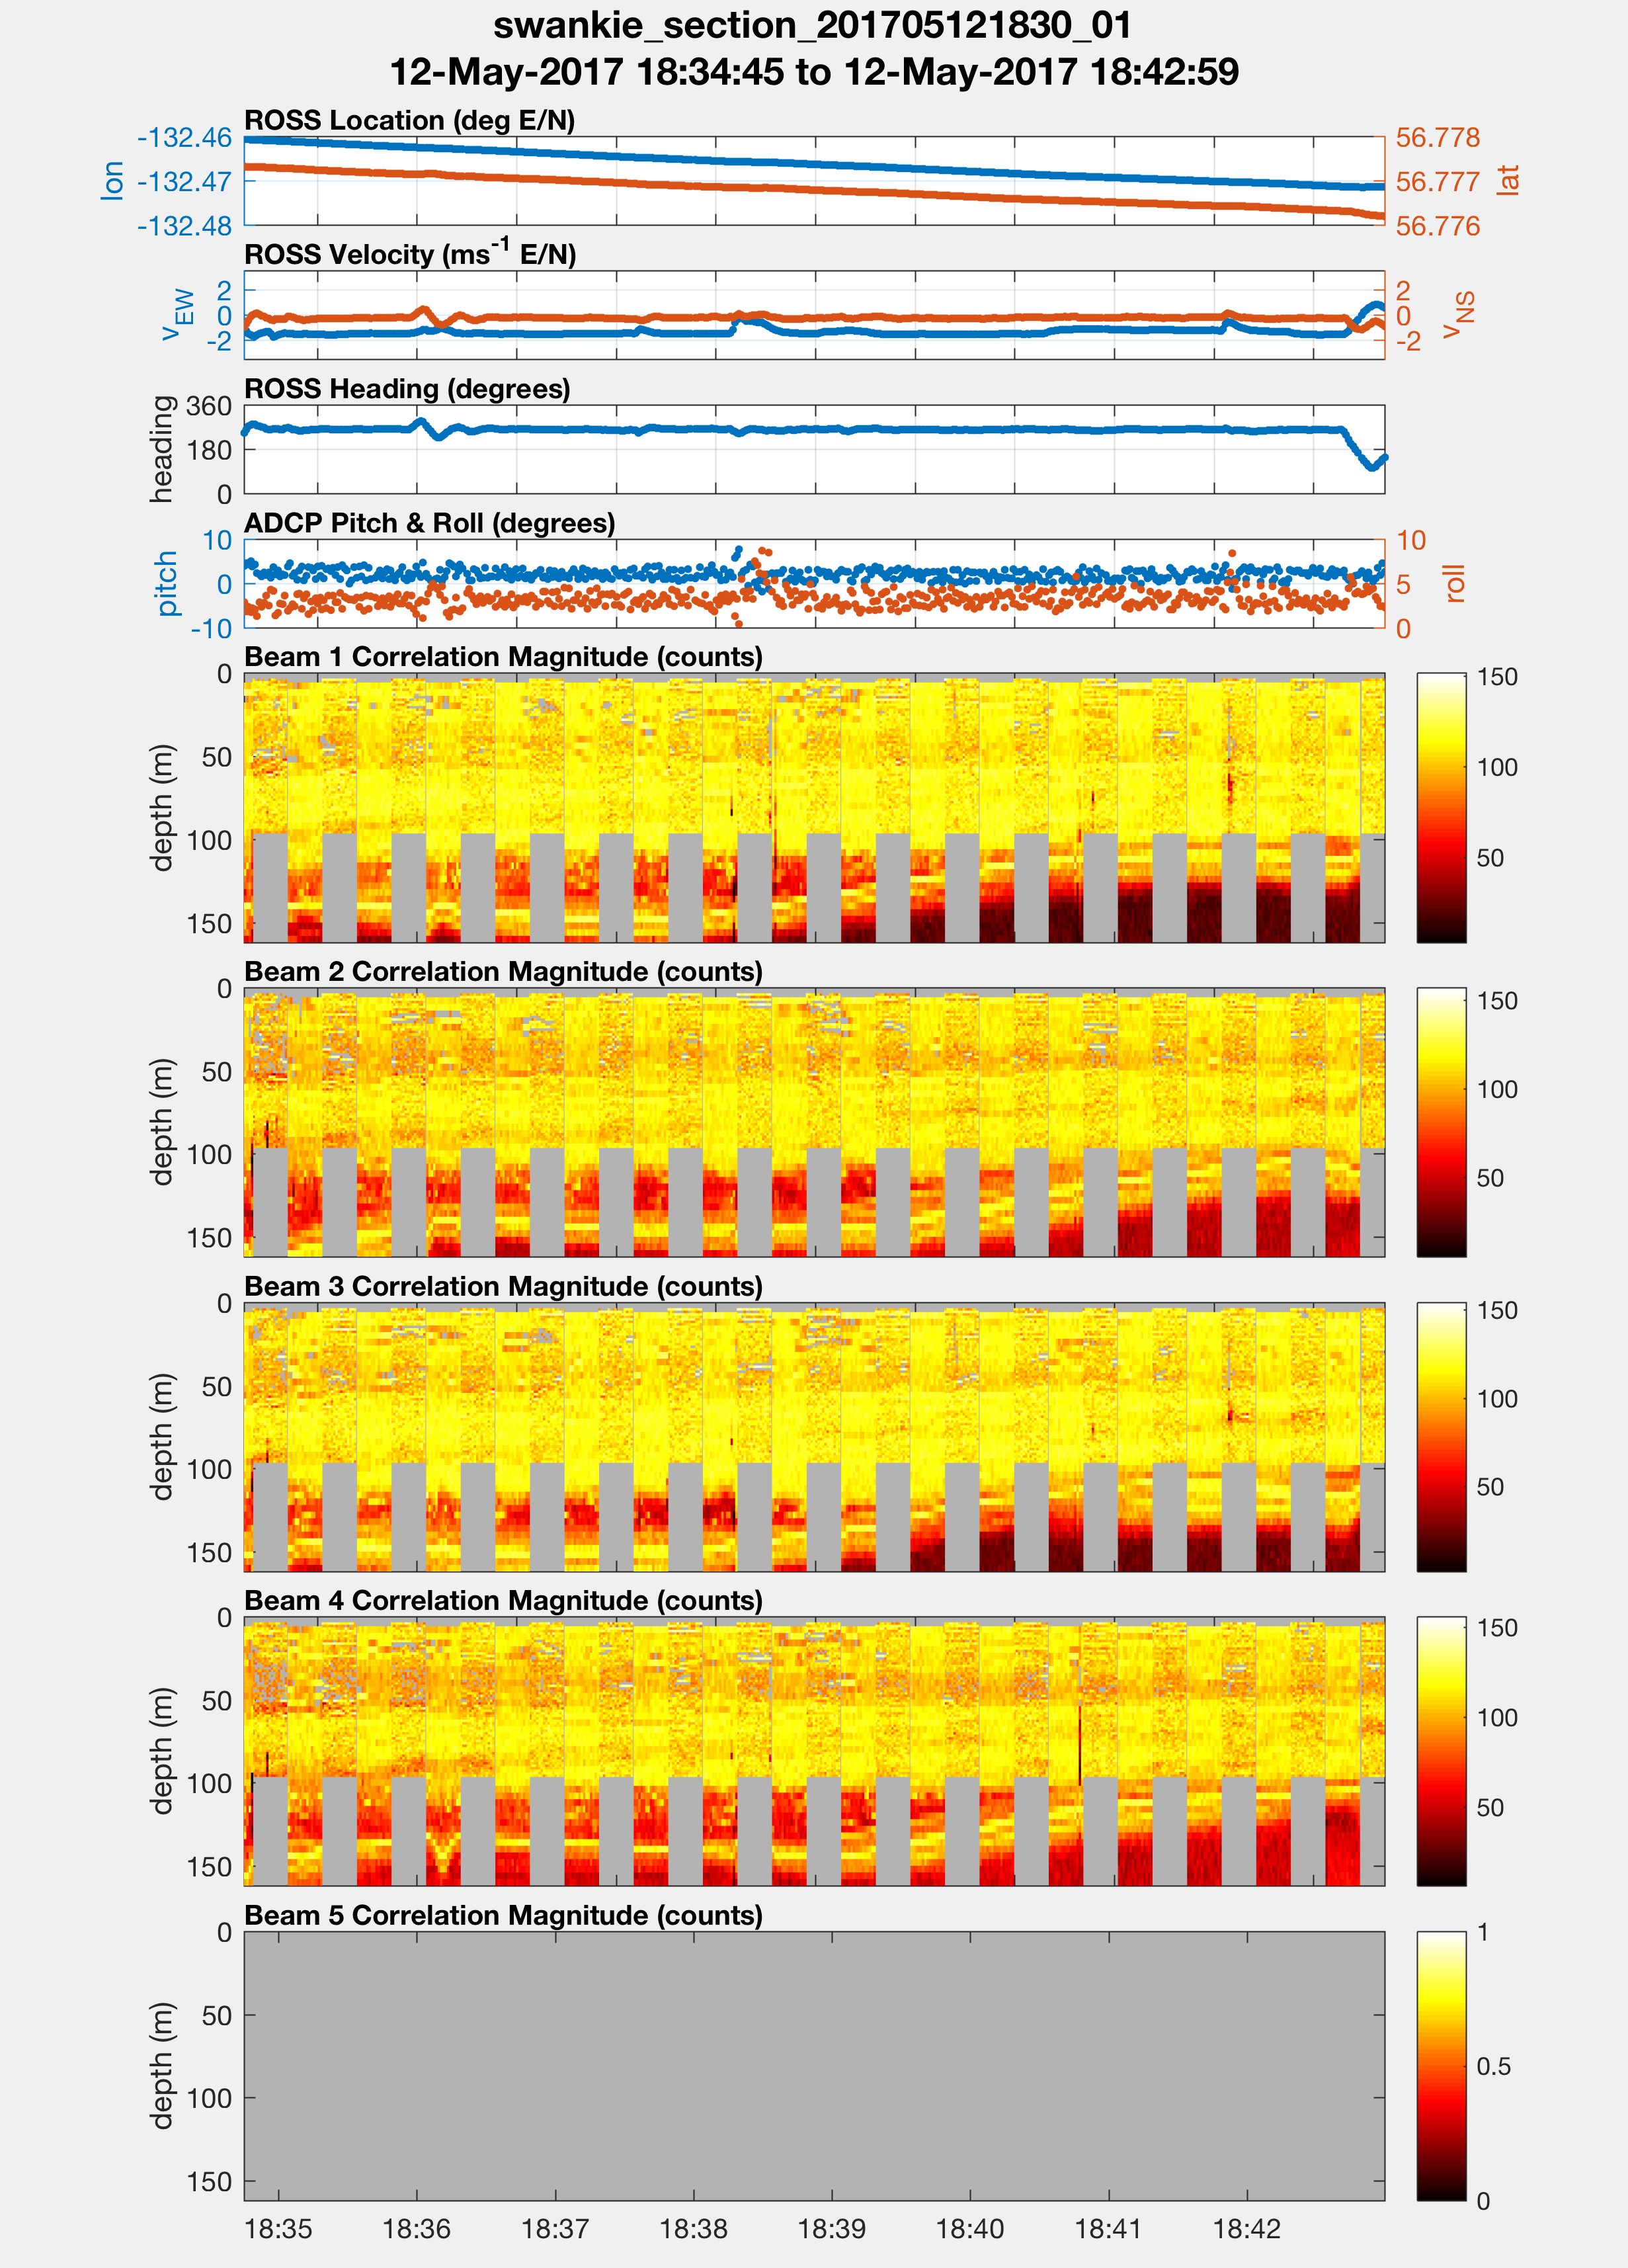 swankie_section_201705121830_01
12-May-2017 18:34:45 to 12-May-2017 18:42:59
ROSS Location (deg E/N)
-132.46
-132.47
-132.48
lon
56.778
56.777
56.776
lat
ROSS Velocity (ms-1 E/N)
2
0
-2
vEW
2
0
-2
vNS
ROSS Heading (degrees)
360
180
0
heading
ADCP Pitch & Roll (degrees)
10
0
-10
pitch
10
5
0
roll
Beam 1 Correlation Magnitude (counts)
0
50
100
150
depth (m)
150
100
50
Beam 2 Correlation Magnitude (counts)
0
50
100
150
depth (m)
150
100
50
Beam 3 Correlation Magnitude (counts)
0
50
100
150
depth (m)
150
100
50
Beam 4 Correlation Magnitude (counts)
0
50
100
150
depth (m)
150
100
50
Beam 5 Correlation Magnitude (counts)
0
50
100
150
depth (m)
1
0.5
0
18:35 18:36 18:37 18:38 18:39 18:40 18:41 18:42